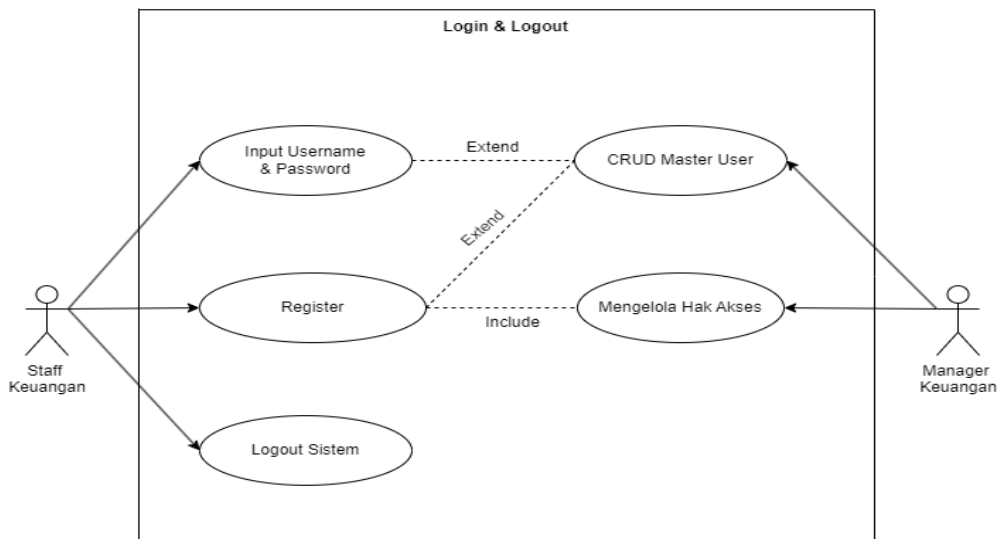 Login & Logout
Input Username
& Password
Extend
CRUD Master User
Extend
Register
Include
Mengelola Hak Akses
Staff
Keuangan
Manager
Keuangan
Logout Sistem